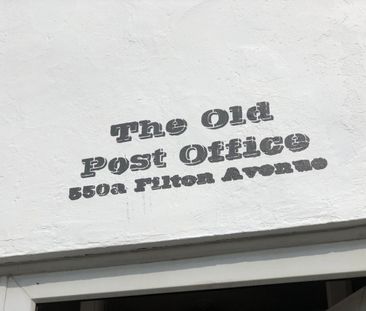 The Old
Post Office
550a Filton Avenue